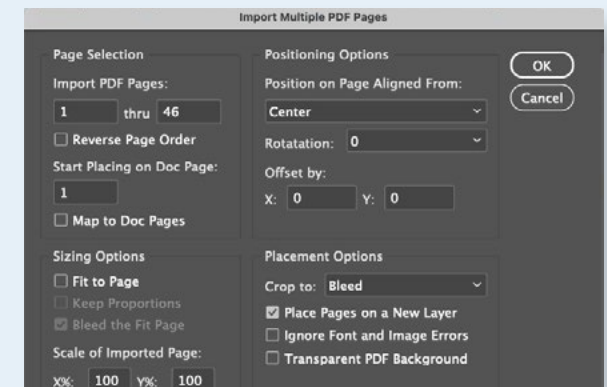 Import Multiple PDF Pages
Page Selection
Import PDF Pages:
1 thru 46
Reverse Page Order
Start Placing on Doc Page:
1
Map to Doc Pages
Positioning Options
Position on Page Aligned From:
Center
Rotatation: 0
Offset by:
X: 0 Y: 0
OK
Cancel
Sizing Options
Fit to Page
Keep Proportions
Bleed the Fit Page
Scale of Imported Page:
X%: 100 Y%: 100
Placement Options
Crop to: Bleed
Place Pages on a New Layer
Ignore Font and Image Errors
Transparent PDF Background